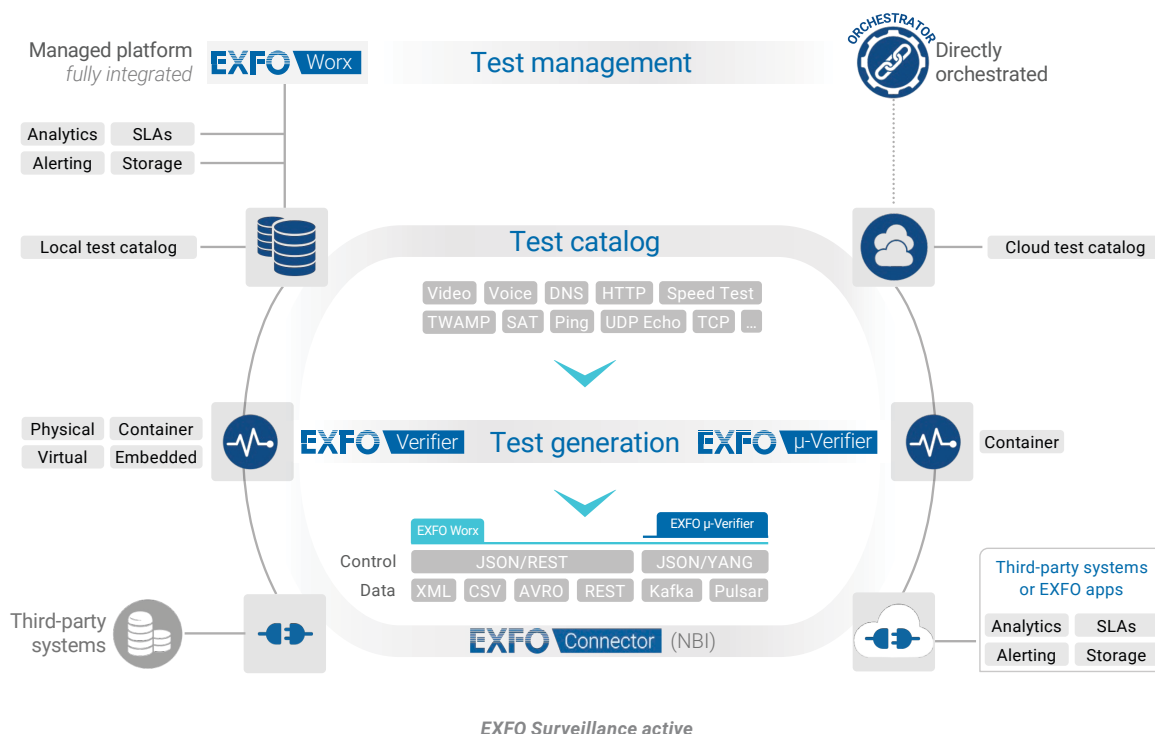 Managed platform
fully integrated
EXFO Worx
Test management
ORCHESTRATOR
Directly
orchestrated
Analytics SLAs
Alerting Storage
Local test catalog
Test catalog
Cloud test catalog
Video Voice DNS HTTP Speed Test
TWAMP SAT Ping UDP Echo TCP ...
Physical Container
Virtual Embedded
EXFO Verifier
Test generation
EXFO µ-Verifier
Container
EXFO Worx
EXFO µ-Verifier
Control JSON/REST JSON/YANG
Data XML CSV AVRO REST Kafka Pulsar
Third-party
systems
EXFO Connector (NBI)
Third-party systems
or EXFO apps
Analytics SLAs
Alerting Storage
EXFO Surveillance active